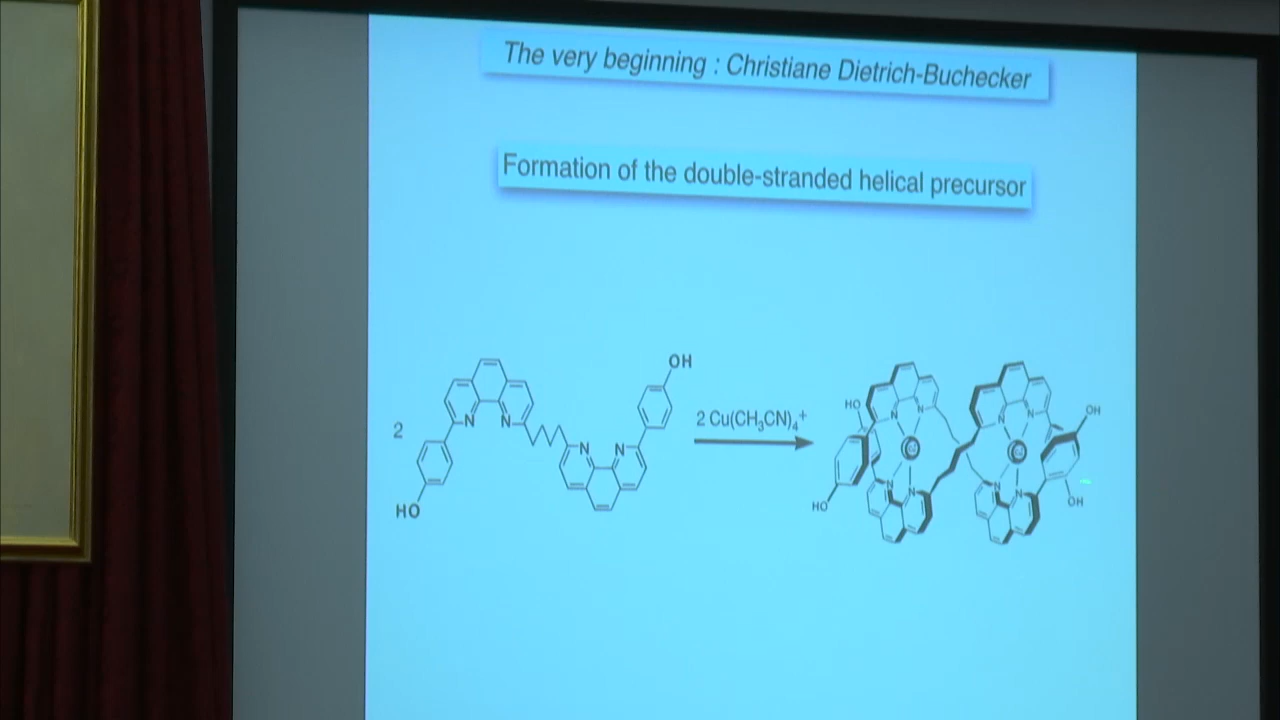 The very beginning : Christiane Dietrich-Buchecker
Formation of the double-stranded helical precursor
2
HO
N
N
N
N
OH
2 Cu(CH₃CN)₄⁺
HO
HO
N
N
N
N
N
N
N
N
OH
OH